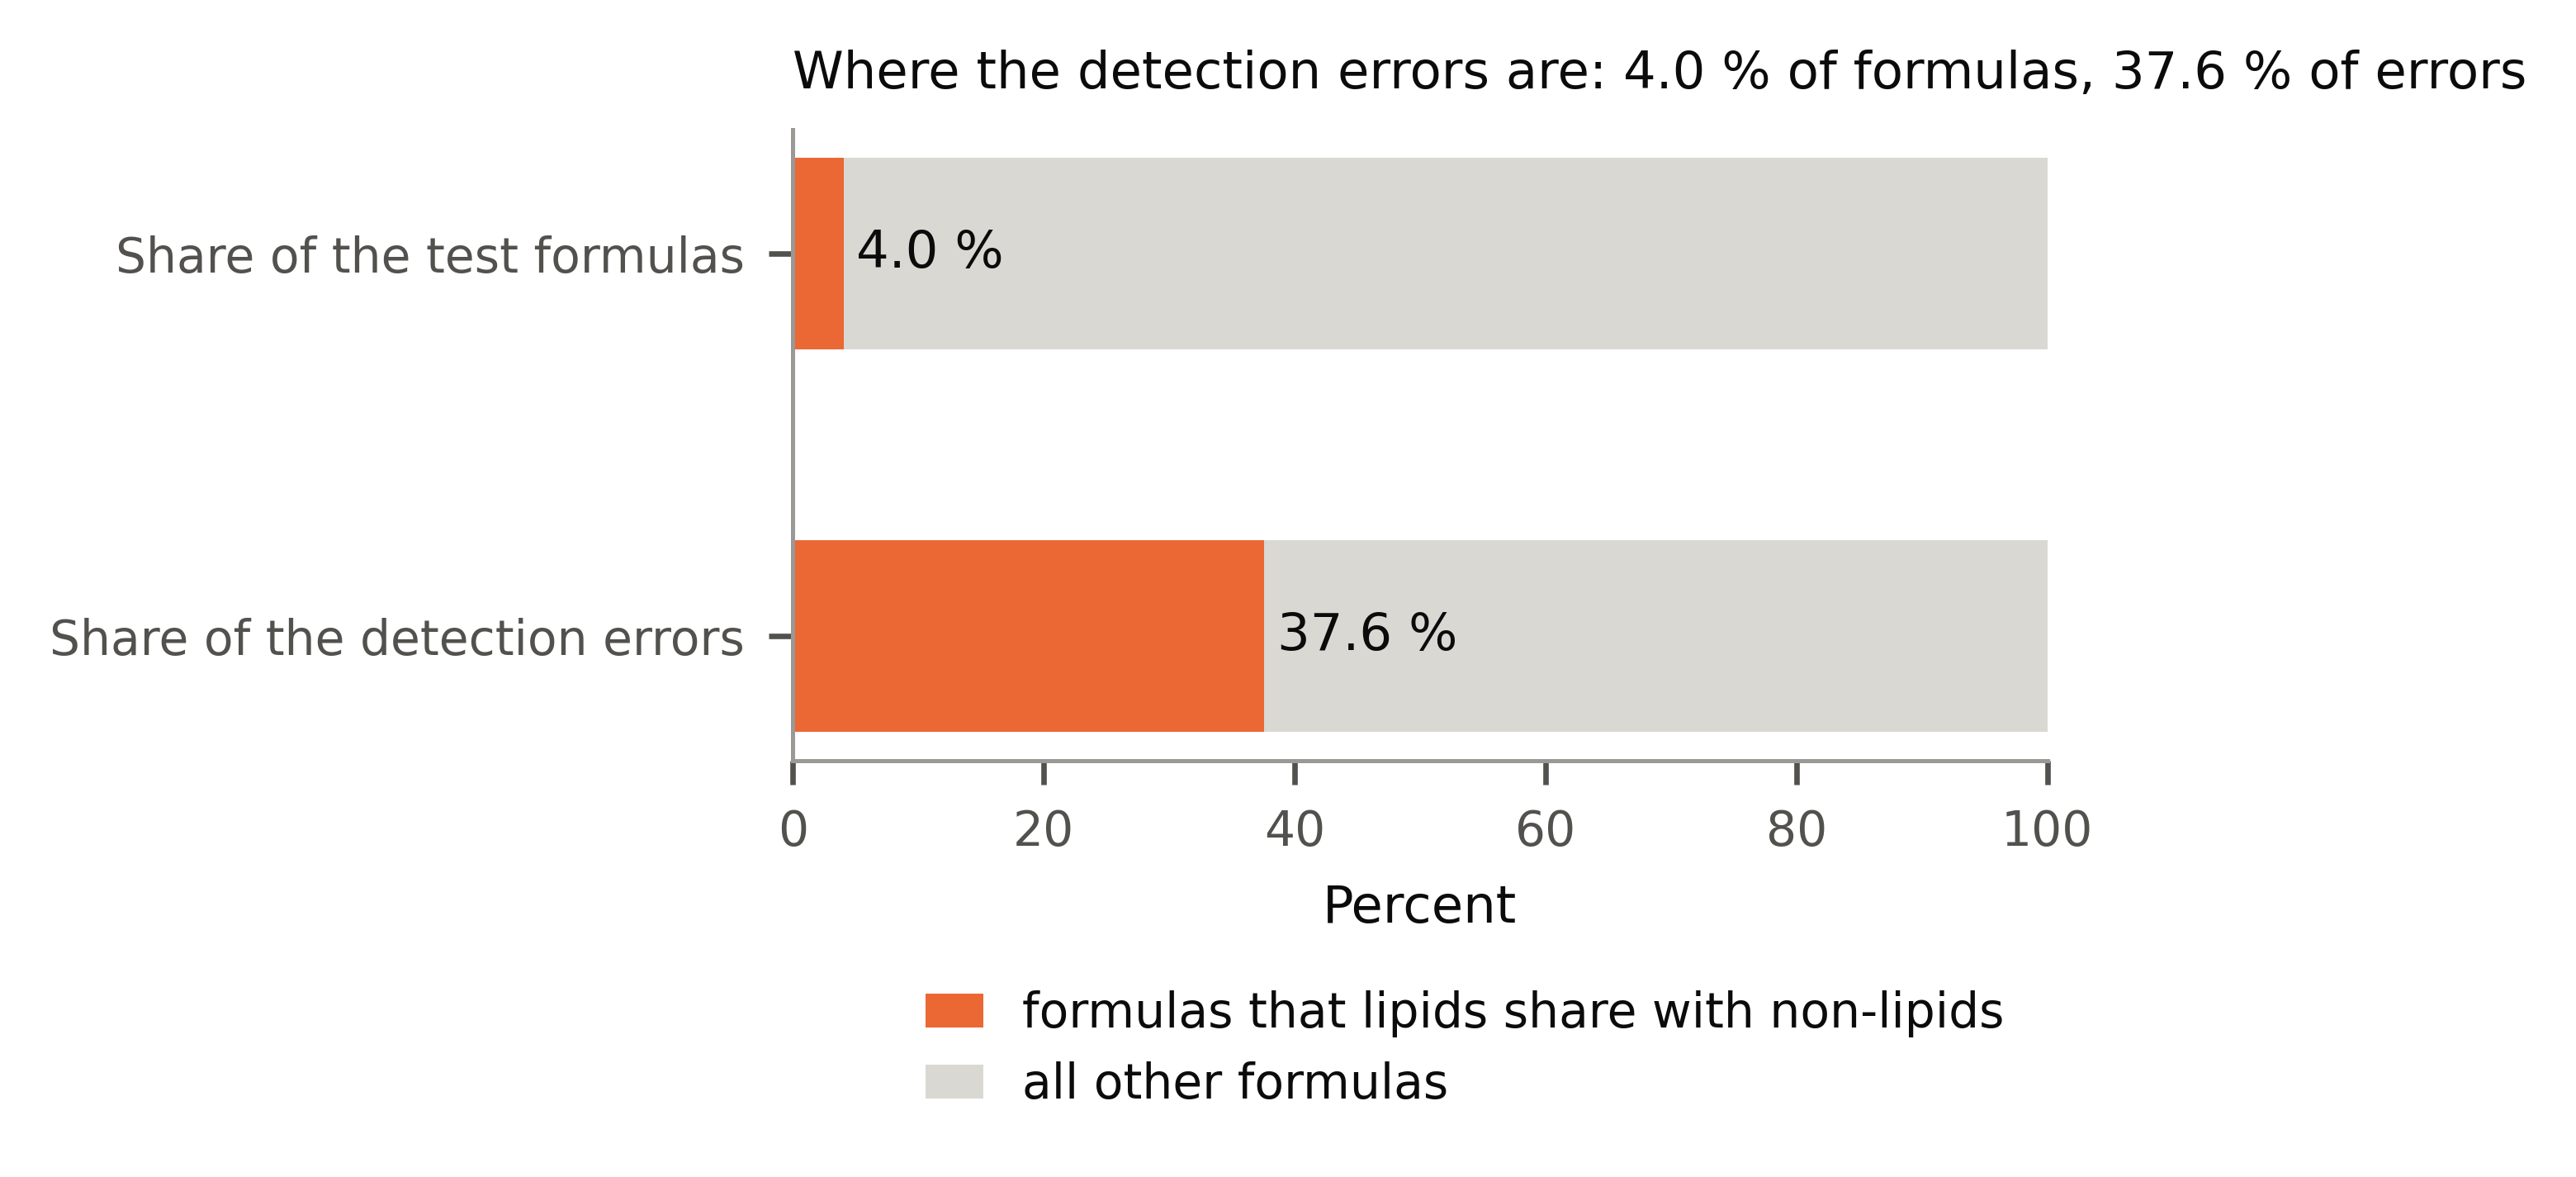 Where the detection errors are: 4.0 % of formulas, 37.6 % of errors
Share of the test formulas
4.0 %
Share of the detection errors
37.6 %
0 20 40 60 80 100
Percent
formulas that lipids share with non-lipids
all other formulas